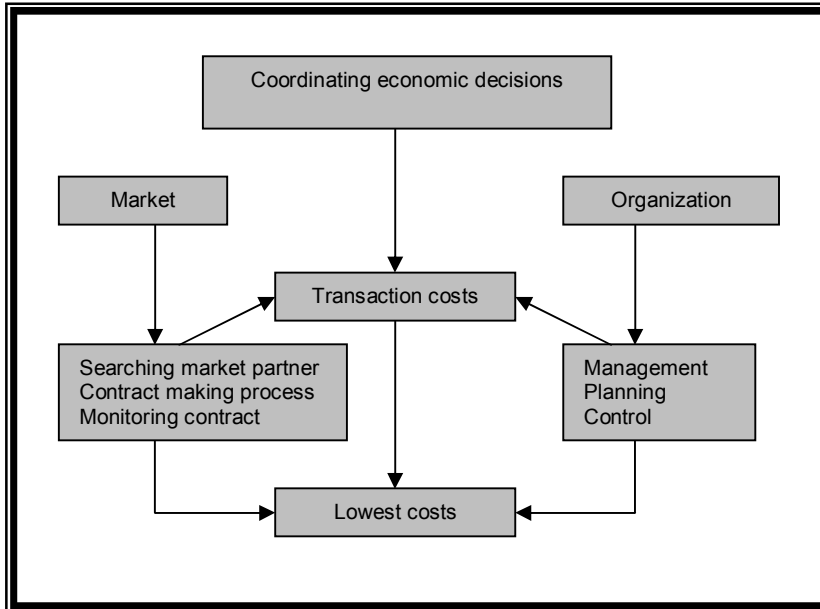 Coordinating economic decisions
Market
Organization
Transaction costs
Searching market partner
Contract making process
Monitoring contract
Management
Planning
Control
Lowest costs